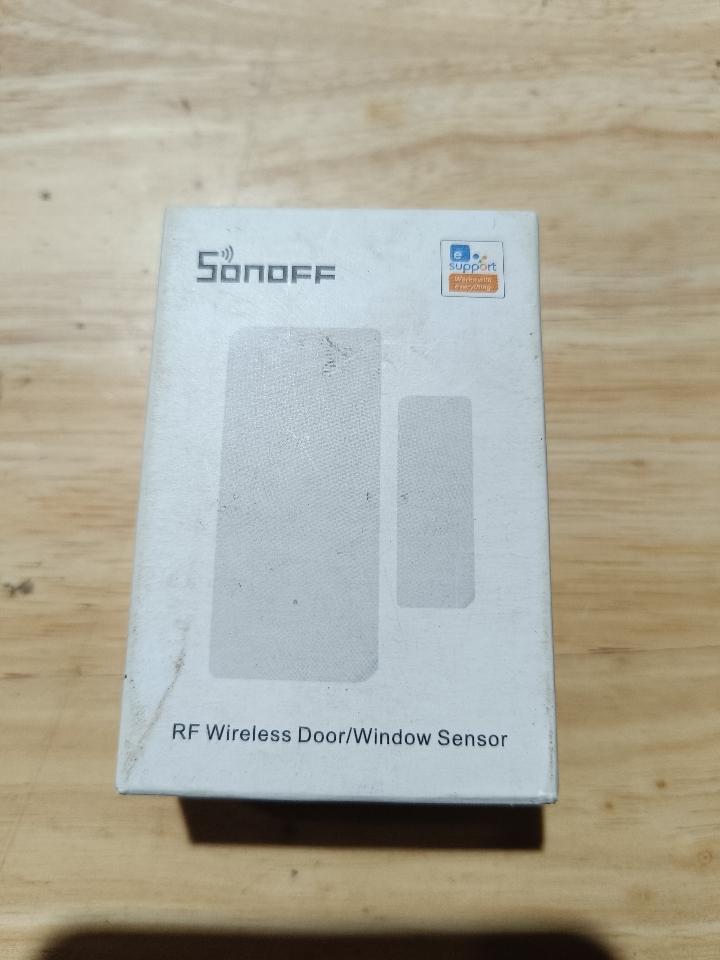 SONOFF
e
support
Works with
everything
RF Wireless Door/Window Sensor